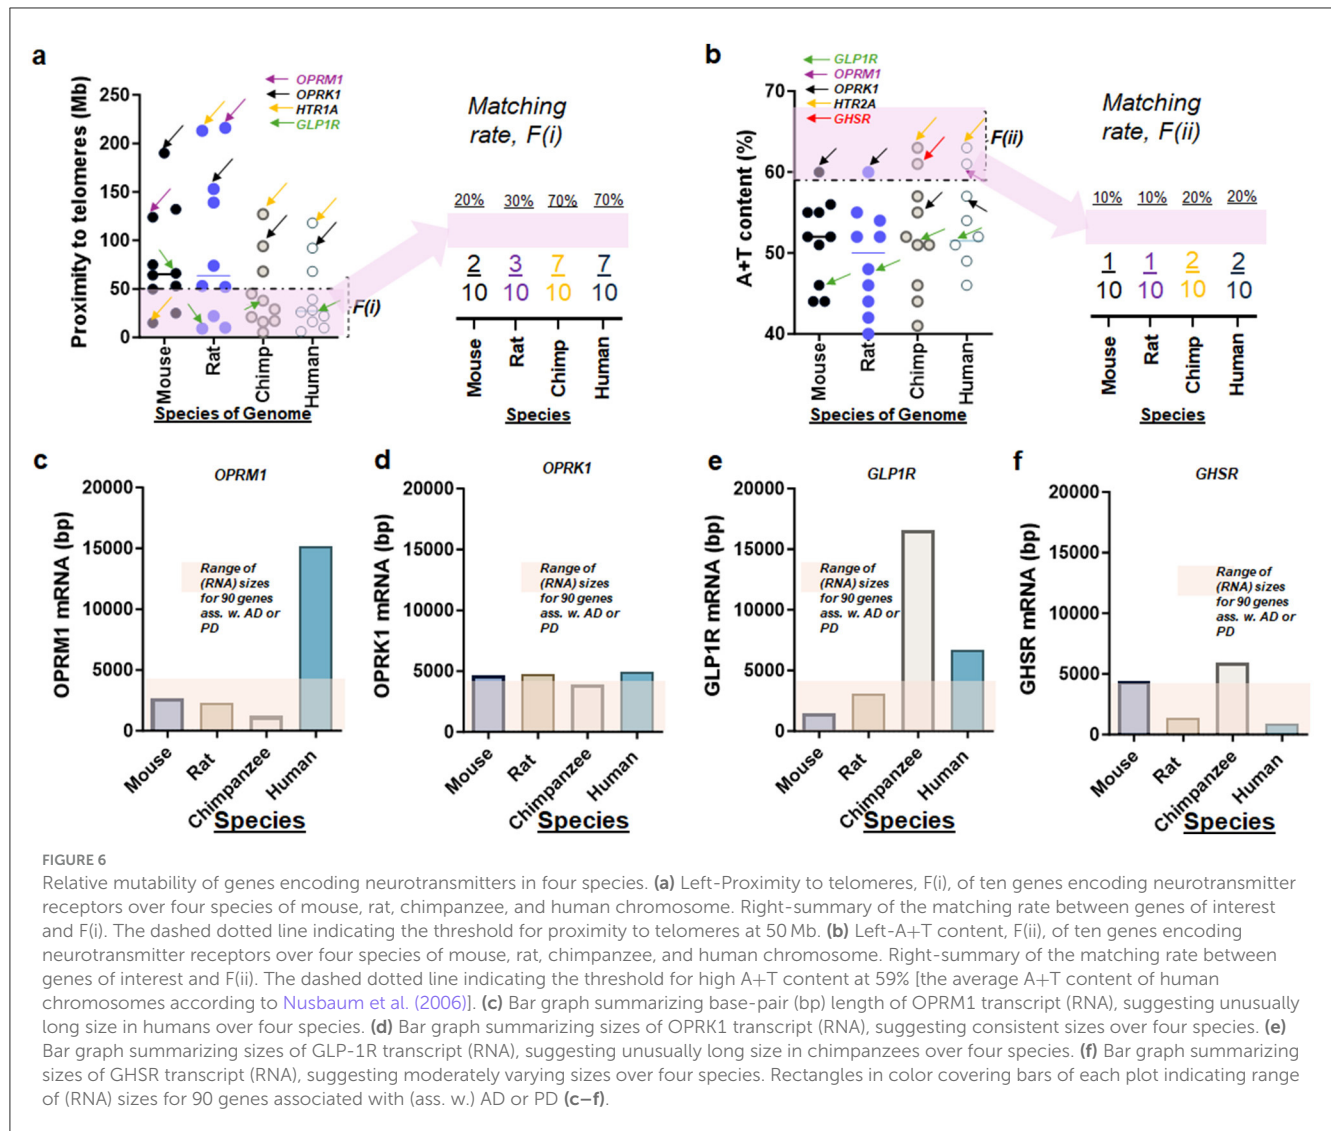 a
OPRM1
OPRK1
HTR1A
GLP1R
Proximity to telomeres (Mb)
250
200
150
100
50
0
F(i)
Mouse
Rat
Chimp
Human
Species of Genome
Matching
rate, F(i)
20% 30% 70% 70%
2 3 7 7
10 10 10 10
Mouse
Rat
Chimp
Human
Species
b
GLP1R
OPRM1
OPRK1
HTR2A
GHSR
A+T content (%)
70
60
50
40
F(ii)
Mouse
Rat
Chimp
Human
Species of Genome
Matching
rate, F(ii)
10% 10% 20% 20%
1 1 2 2
10 10 10 10
Mouse
Rat
Chimp
Human
Species
c
OPRM1
OPRM1 mRNA (bp)
20000
15000
10000
5000
0
Range of
(RNA) sizes
for 90 genes
ass. w. AD or
PD
Mouse
Rat
Chimpanzee
Human
Species
d
OPRK1
OPRK1 mRNA (bp)
20000
15000
10000
5000
0
Range of
(RNA) sizes
for 90 genes
ass. w. AD or
PD
Mouse
Rat
Chimpanzee
Human
Species
e
GLP1R
GLP1R mRNA (bp)
20000
15000
10000
5000
0
Range of
(RNA) sizes
for 90 genes
ass. w. AD or
PD
Mouse
Rat
Chimpanzee
Human
Species
f
GHSR
GHSR mRNA (bp)
20000
15000
10000
5000
0
Range of
(RNA) sizes
for 90 genes
ass. w. AD or
PD
Mouse
Rat
Chimpanzee
Human
Species
FIGURE 6
Relative mutability of genes encoding neurotransmitters in four species. (a) Left-Proximity to telomeres, F(i), of ten genes encoding neurotransmitter
receptors over four species of mouse, rat, chimpanzee, and human chromosome. Right-summary of the matching rate between genes of interest
and F(i). The dashed dotted line indicating the threshold for proximity to telomeres at 50 Mb. (b) Left-A+T content, F(ii), of ten genes encoding
neurotransmitter receptors over four species of mouse, rat, chimpanzee, and human chromosome. Right-summary of the matching rate between
genes of interest and F(ii). The dashed dotted line indicating the threshold for high A+T content at 59% [the average A+T content of human
chromosomes according to Nusbaum et al. (2006)]. (c) Bar graph summarizing base-pair (bp) length of OPRM1 transcript (RNA), suggesting unusually
long size in humans over four species. (d) Bar graph summarizing sizes of OPRK1 transcript (RNA), suggesting consistent sizes over four species. (e)
Bar graph summarizing sizes of GLP-1R transcript (RNA), suggesting unusually long size in chimpanzees over four species. (f) Bar graph summarizing
sizes of GHSR transcript (RNA), suggesting moderately varying sizes over four species. Rectangles in color covering bars of each plot indicating range
of (RNA) sizes for 90 genes associated with (ass. w.) AD or PD (c–f).